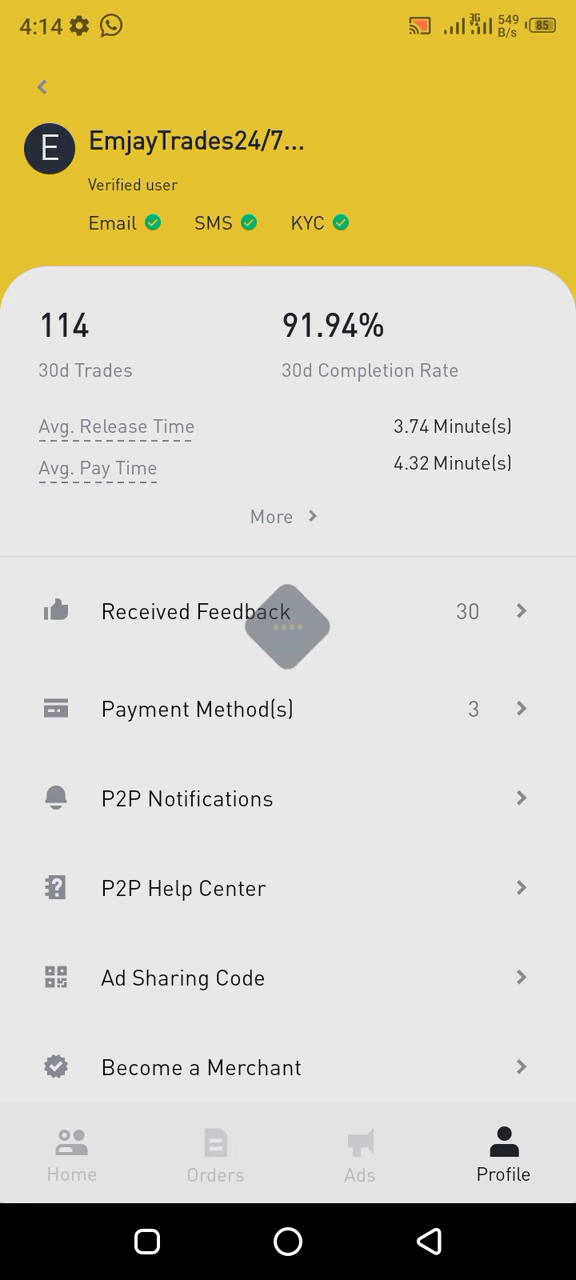 4:14
3G
549 B/s
85
E
EmjayTrades24/7...
Verified user
Email SMS KYC
114 91.94%
30d Trades 30d Completion Rate
Avg. Release Time 3.74 Minute(s)
Avg. Pay Time 4.32 Minute(s)
More
Received Feedback 30
Payment Method(s) 3
P2P Notifications
P2P Help Center
Ad Sharing Code
Become a Merchant
Home Orders Ads Profile